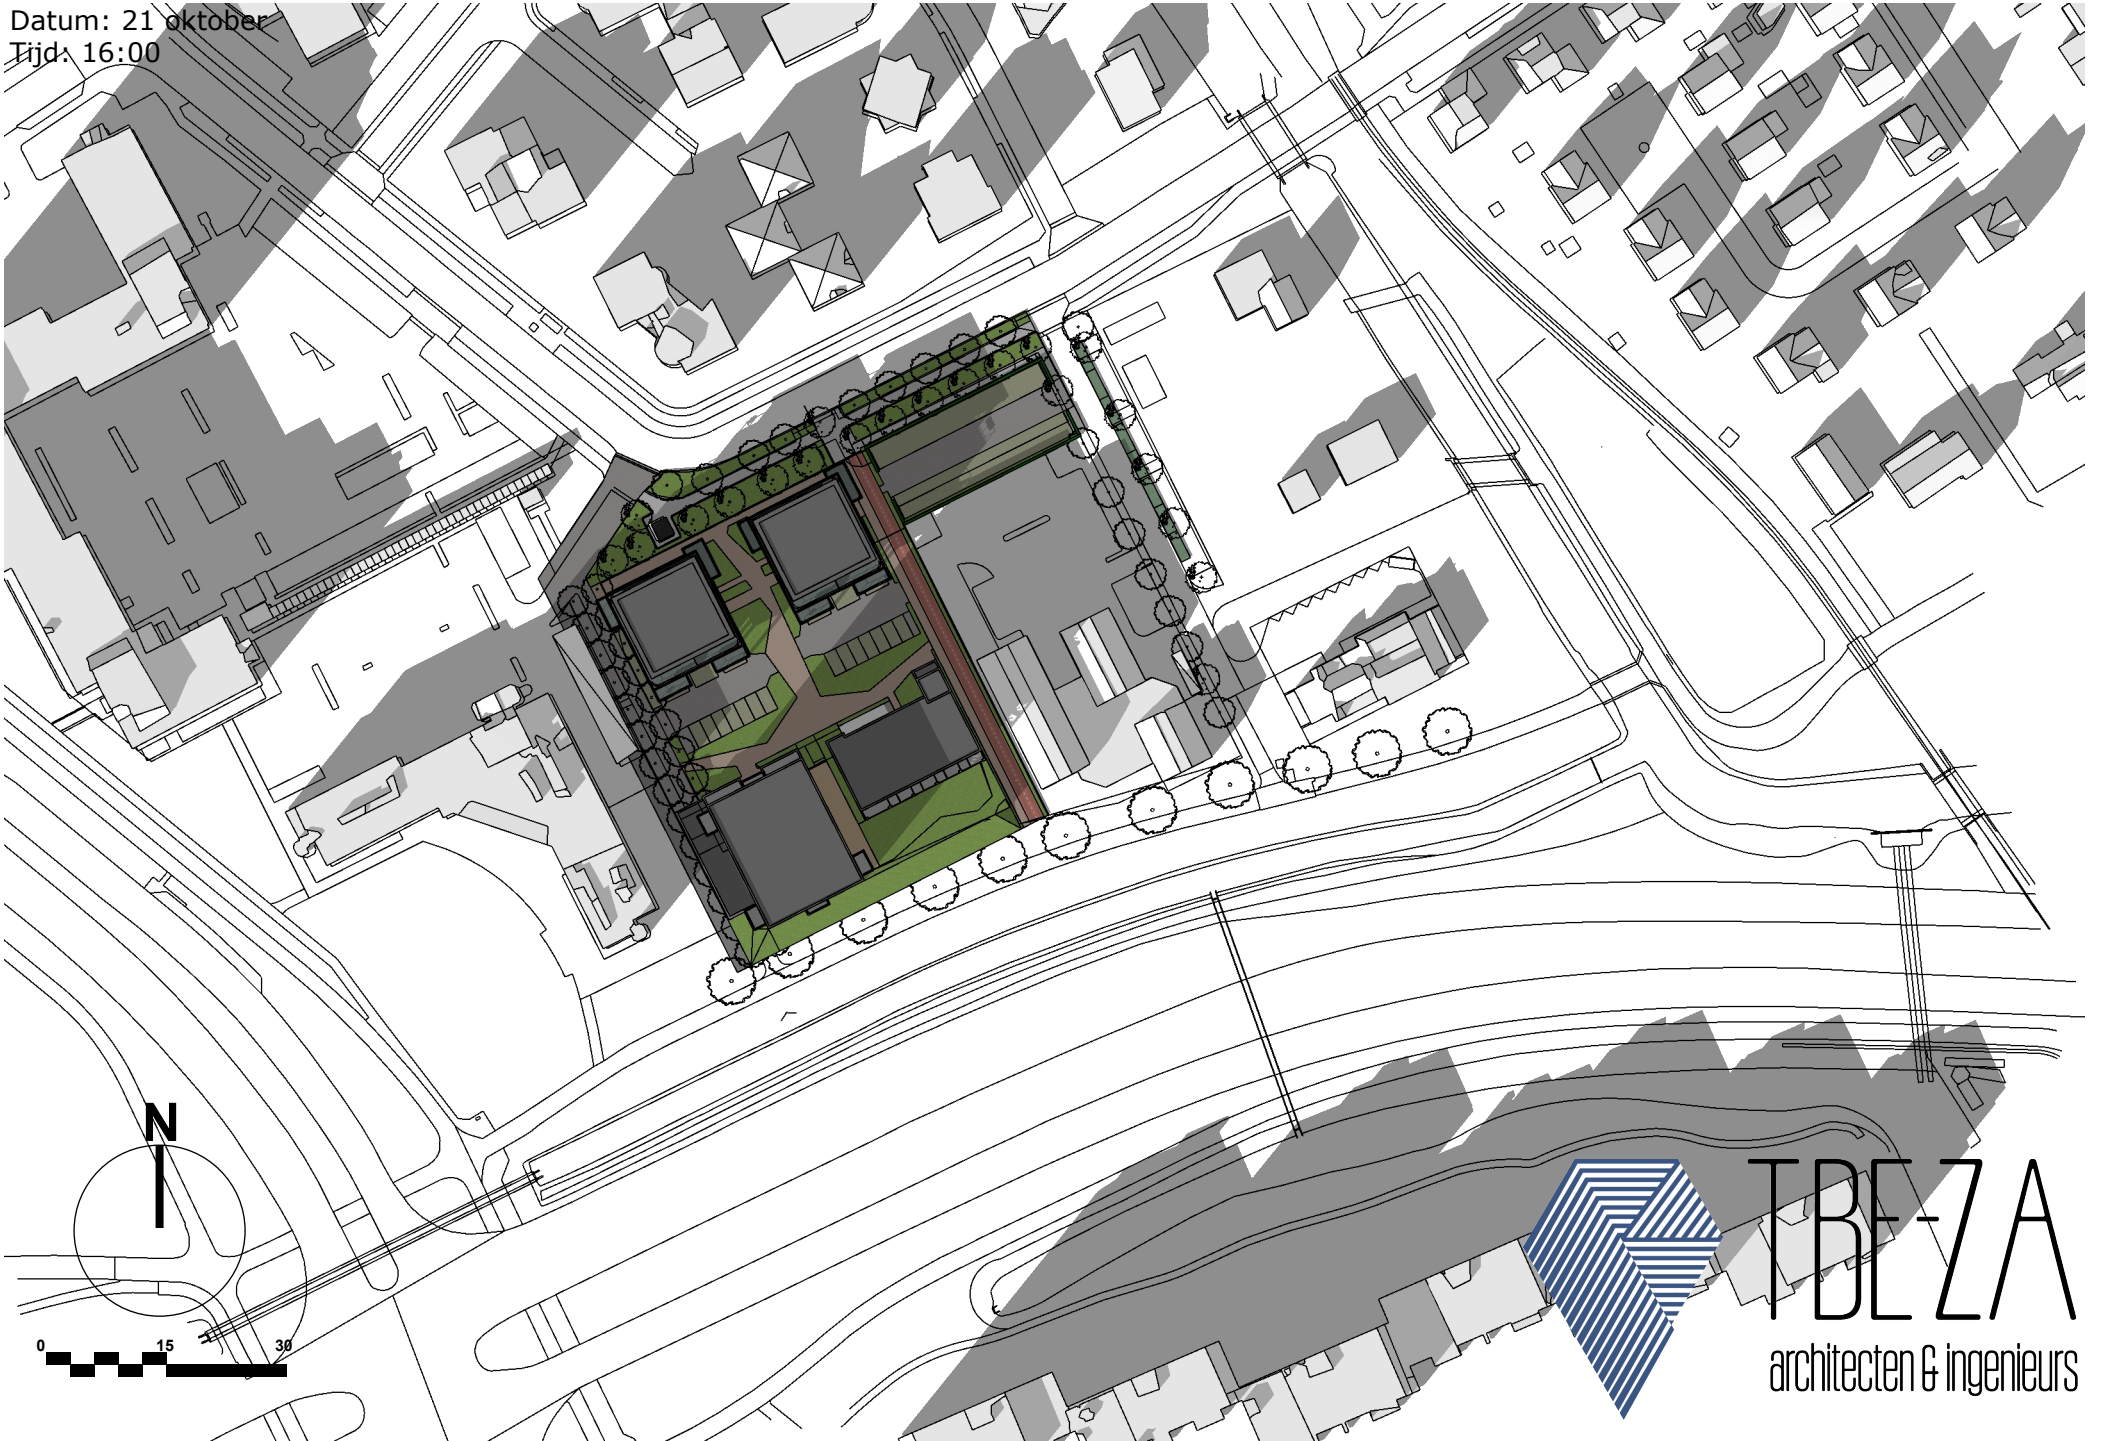 Datum: 21 oktober
Tijd: 16:00
N
0 15 30
TBE-ZA
architecten & ingenieurs